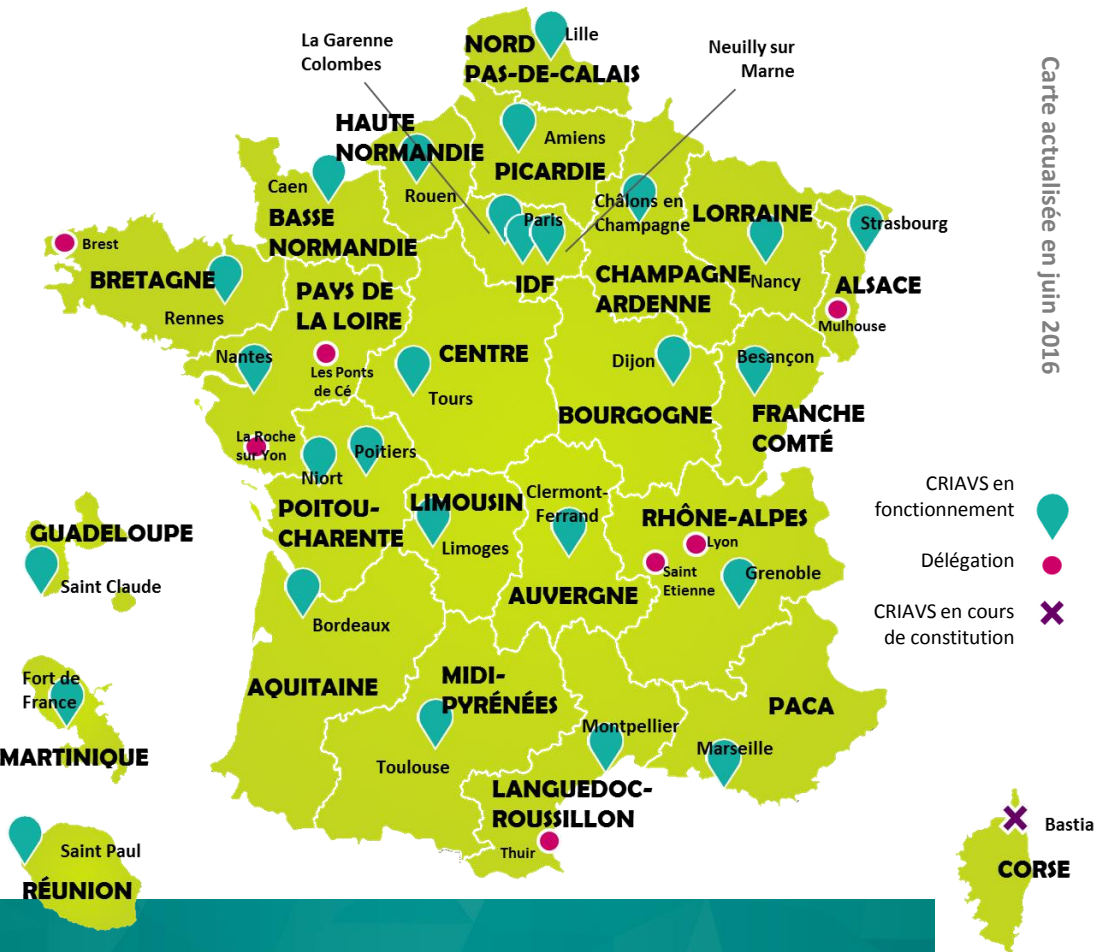 La Garenne
Colombes
NORD
PAS-DE-CALAIS
Lille
Neuilly sur
Marne
Carte actualisée en juin 2016
HAUTE
NORMANDIE
Rouen
Amiens
PICARDIE
Caen
BASSE
NORMANDIE
Paris
IDF
Châlons en
Champagne
CHAMPAGNE
ARDENNE
LORRAINE
Nancy
Strasbourg
ALSACE
Mulhouse
Brest
BRETAGNE
Rennes
PAYS DE
LA LOIRE
Nantes
Les Ponts
de Cé
La Roche
sur Yon
CENTRE
Tours
Dijon
BOURGOGNE
Besançon
FRANCHE
COMTÉ
Niort
Poitiers
POITOU-
CHARENTE
LIMOUSIN
Limoges
Clermont-
Ferrand
AUVERGNE
RHÔNE-ALPES
Lyon
Saint
Etienne
Grenoble
CRIAVS en
fonctionnement
Délégation
CRIAVS en cours
de constitution
GUADELOUPE
Saint Claude
Bordeaux
AQUITAINE
MIDI-
PYRÉNÉES
Toulouse
Montpellier
LANGUEDOC-
ROUSSILLON
Thuir
PACA
Marseille
Fort de
France
MARTINIQUE
Saint Paul
RÉUNION
Bastia
CORSE